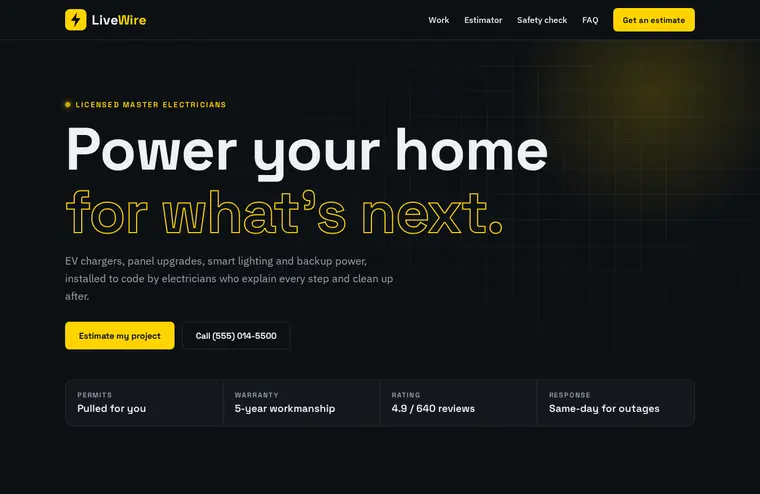 LiveWire
Work Estimator Safety check FAQ Get an estimate
LICENSED MASTER ELECTRICIANS
Power your home
for what's next.
EV chargers, panel upgrades, smart lighting and backup power,
installed to code by electricians who explain every step and clean up
after.
Estimate my project Call (555) 014-5500
PERMITS WARRANTY RATING RESPONSE
Pulled for you 5-year workmanship 4.9 / 640 reviews Same-day for outages